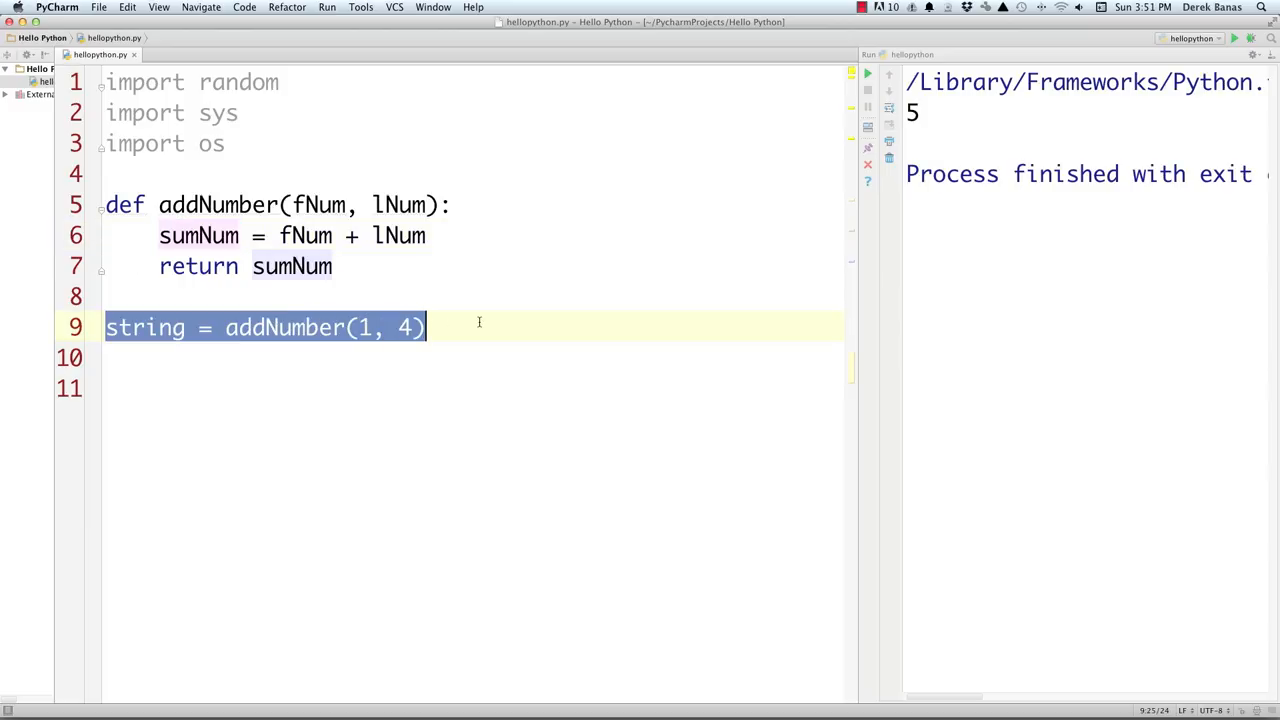 PyCharm File Edit View Navigate Code Refactor Run Tools VCS Window Help 10 Sun 3:51 PM Derek Banas
hellopython.py – Hello Python – [~/PycharmProjects/Hello Python]
Hello Python hellopython.py hellopython
hellopython.py Run hellopython
Hello P
hell
Externa
1 import random
2 import sys
3 import os
4
5 def addNumber(fNum, lNum):
6 sumNum = fNum + lNum
7 return sumNum
8
9 string = addNumber(1, 4)
10
11
/Library/Frameworks/Python.
5
Process finished with exit
9:25/24 LF UTF-8